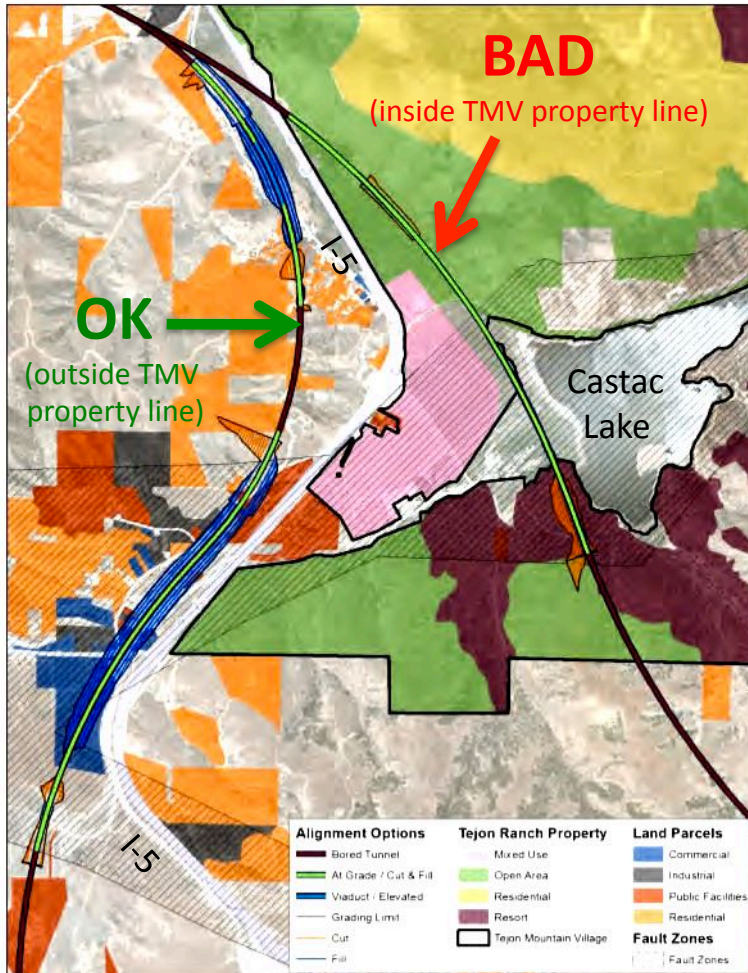 BAD
(inside TMV property line)
I-5
OK
(outside TMV
property line)
Castac
Lake
I-5
Alignment Options
Bored Tunnel
At Grade / Cut & Fill
Viaduct / Elevated
Grading Limit
Cut
Fill
Tejon Ranch Property
Mixed Use
Open Area
Residential
Resort
Tejon Mountain Village
Land Parcels
Commercial
Industrial
Public Facilities
Residential
Fault Zones
Fault Zones